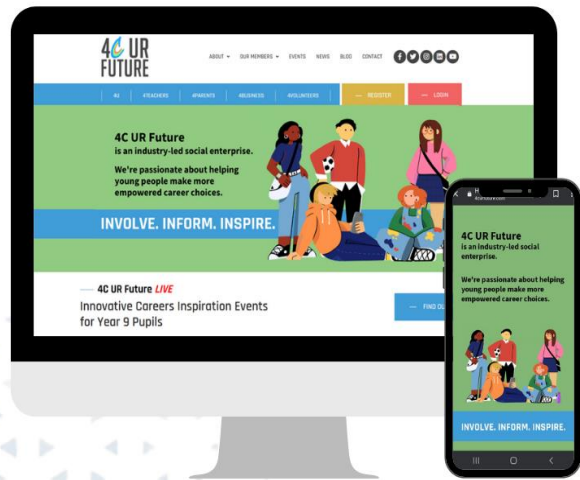 4C UR
FUTURE
ABOUT
OUR MEMBERS
EVENTS
NEWS
BLOG
CONTACT
4U
4TEACHERS
4PARENTS
4BUSINESS
4VOLUNTEERS
REGISTER
LOGIN
4C UR Future
is an industry-led social enterprise.
We're passionate about helping
young people make more
empowered career choices.
INVOLVE. INFORM. INSPIRE.
4C UR Future LIVE
Innovative Careers Inspiration Events
for Year 9 Pupils
FIND
4C UR Future
is an industry-led social
enterprise.
We're passionate about helping
young people make more
empowered career choices.
INVOLVE. INFORM. INSPIRE.